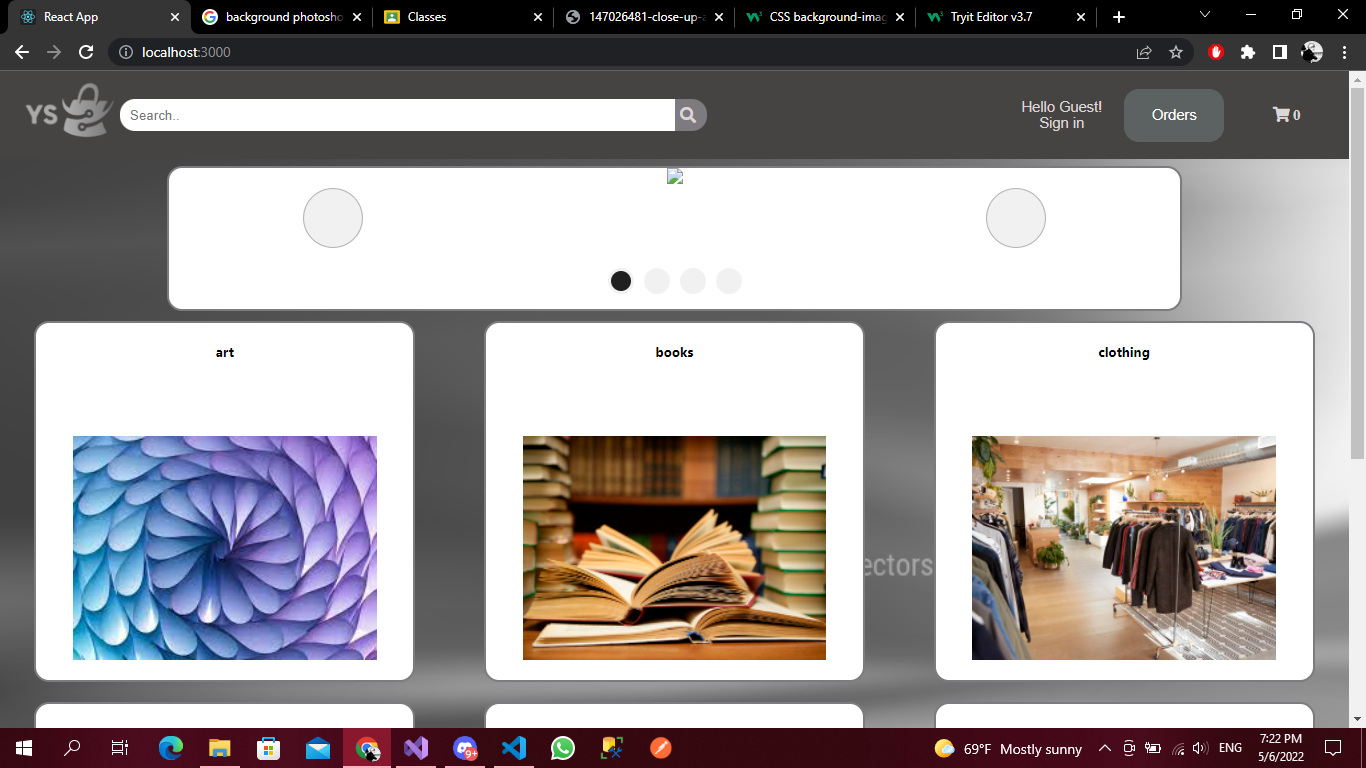 React App
background photosho
Classes
147026481-close-up-a
CSS background-imag
Tryit Editor v3.7
localhost:3000
YS
Search..
Hello Guest!
Sign in
Orders
0
art
books
clothing
ectors
9+
69°F Mostly sunny
ENG
7:22 PM
5/6/2022